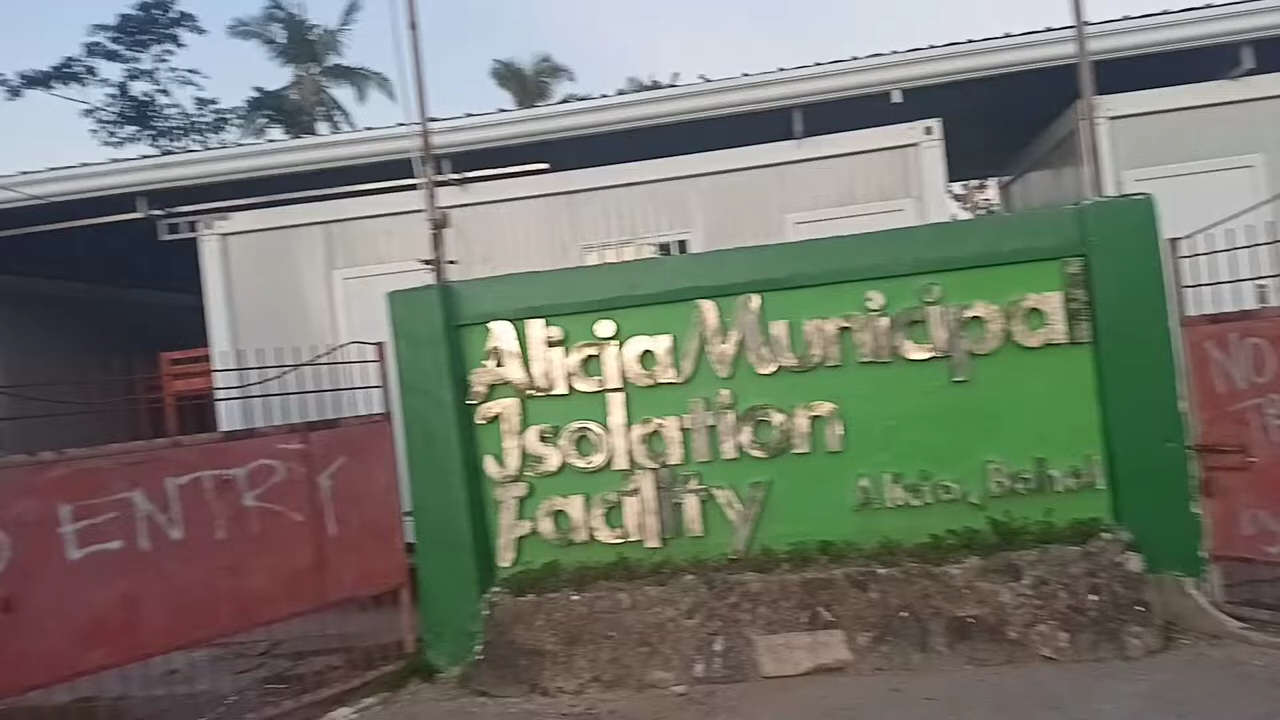 Alicia Municipal
Isolation
Facility
Alicia, Bohol
ENTRY
NO